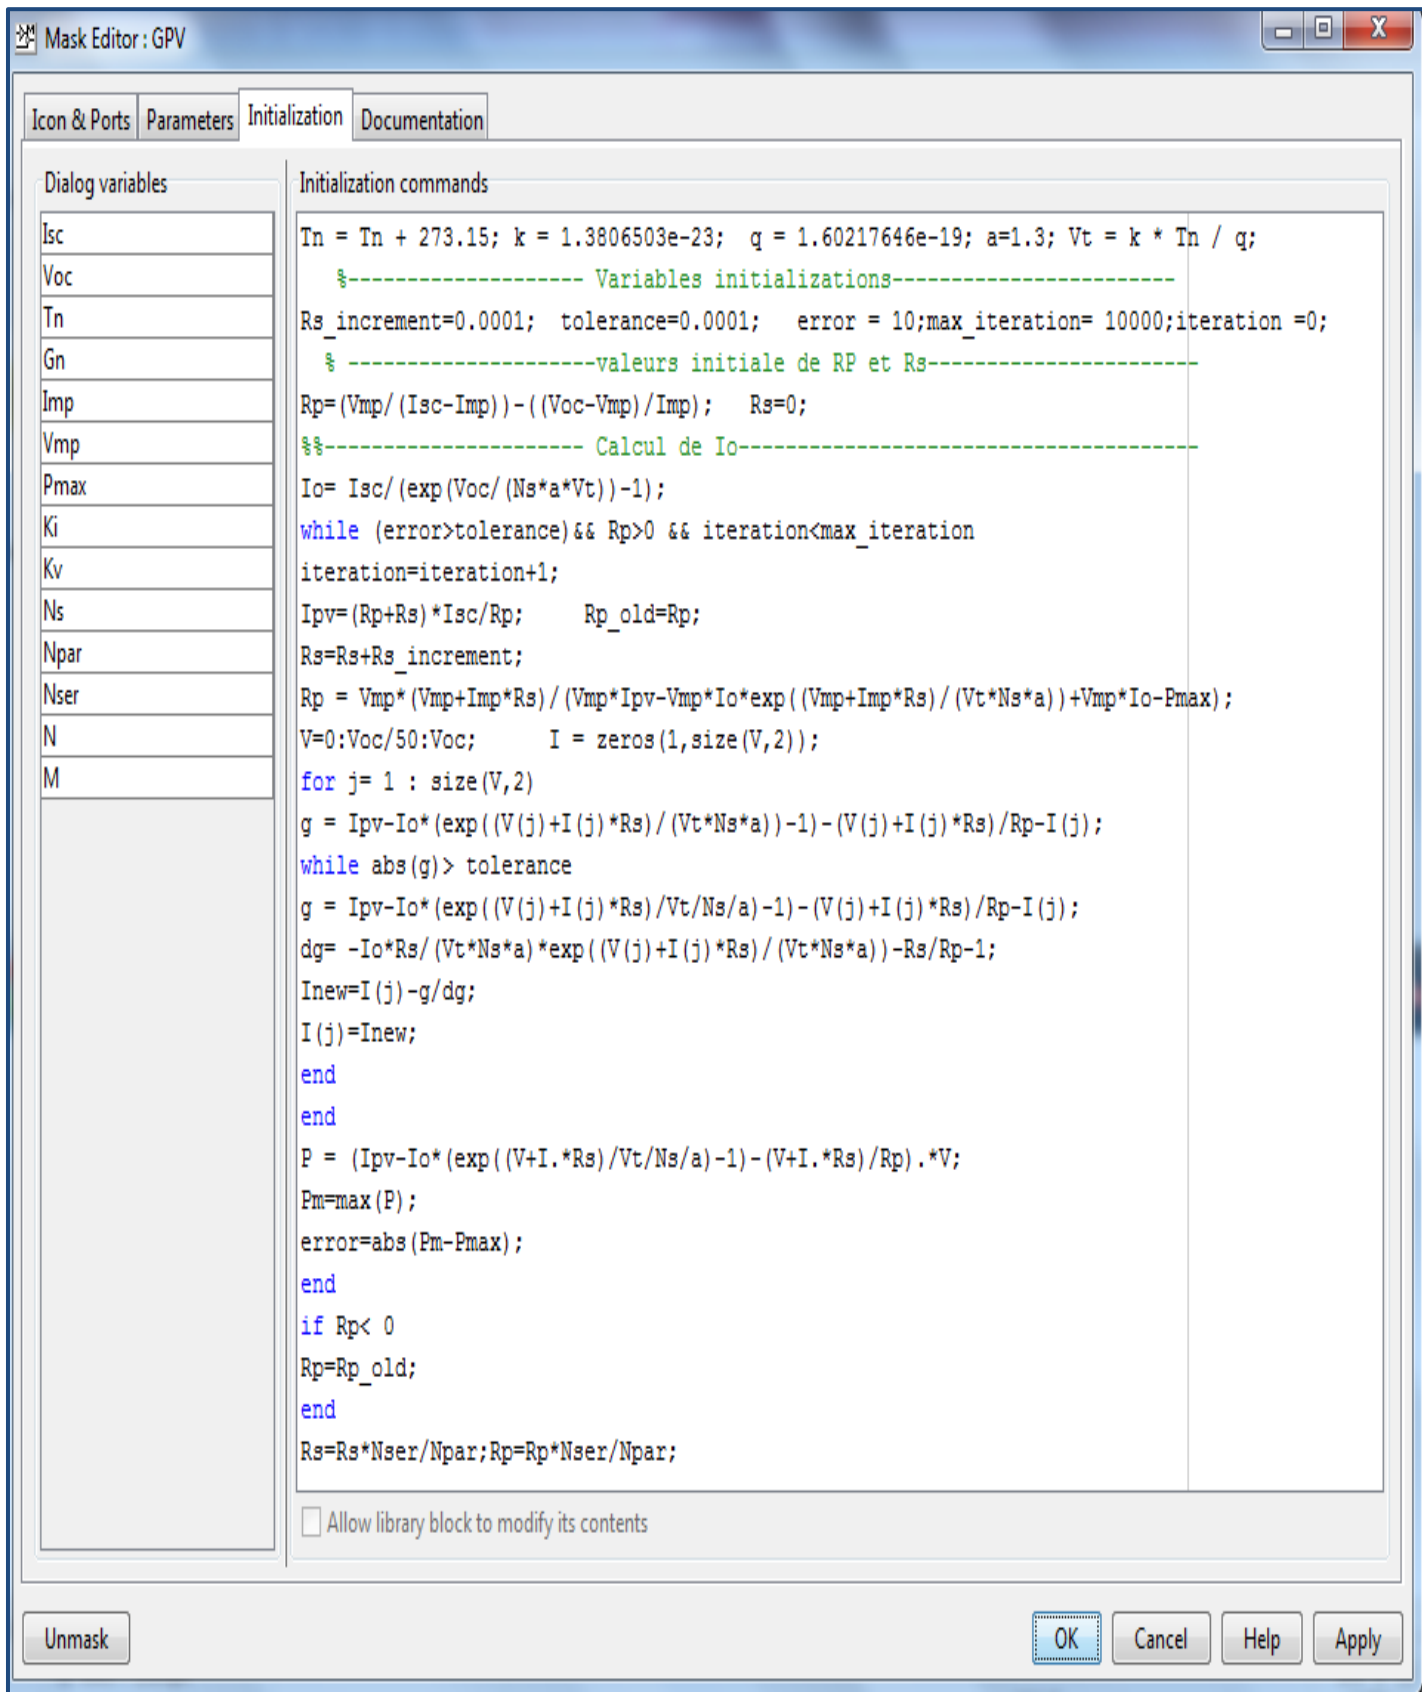 Mask Editor : GPV
Icon & Ports Parameters Initialization Documentation
Dialog variables
Isc
Voc
Tn
Gn
Imp
Vmp
Pmax
Ki
Kv
Ns
Npar
Nser
N
M
Initialization commands
Tn = Tn + 273.15; k = 1.3806503e-23; q = 1.60217646e-19; a=1.3; Vt = k * Tn / q;
%-------------------- Variables initializations------------------------
Rs_increment=0.0001; tolerance=0.0001; error = 10;max_iteration= 10000;iteration =0;
% ---------------------valeurs initiale de RP et Rs-----------------------
Rp=(Vmp/(Isc-Imp))-((Voc-Vmp)/Imp); Rs=0;
%%---------------------- Calcul de Io---------------------------------------
Io= Isc/(exp(Voc/(Ns*a*Vt))-1);
while (error>tolerance)&& Rp>0 && iteration<max_iteration
iteration=iteration+1;
Ipv=(Rp+Rs)*Isc/Rp; Rp_old=Rp;
Rs=Rs+Rs_increment;
Rp = Vmp*(Vmp+Imp*Rs)/(Vmp*Ipv-Vmp*Io*exp((Vmp+Imp*Rs)/(Vt*Ns*a))+Vmp*Io-Pmax);
V=0:Voc/50:Voc; I = zeros(1,size(V,2));
for j= 1 : size(V,2)
g = Ipv-Io*(exp((V(j)+I(j)*Rs)/(Vt*Ns*a))-1)-(V(j)+I(j)*Rs)/Rp-I(j);
while abs(g)> tolerance
g = Ipv-Io*(exp((V(j)+I(j)*Rs)/Vt/Ns/a)-1)-(V(j)+I(j)*Rs)/Rp-I(j);
dg= -Io*Rs/(Vt*Ns*a)*exp((V(j)+I(j)*Rs)/(Vt*Ns*a))-Rs/Rp-1;
Inew=I(j)-g/dg;
I(j)=Inew;
end
end
P = (Ipv-Io*(exp((V+I.*Rs)/Vt/Ns/a)-1)-(V+I.*Rs)/Rp).*V;
Pm=max(P);
error=abs(Pm-Pmax);
end
if Rp< 0
Rp=Rp_old;
end
Rs=Rs*Nser/Npar;Rp=Rp*Nser/Npar;
Allow library block to modify its contents
Unmask OK Cancel Help Apply